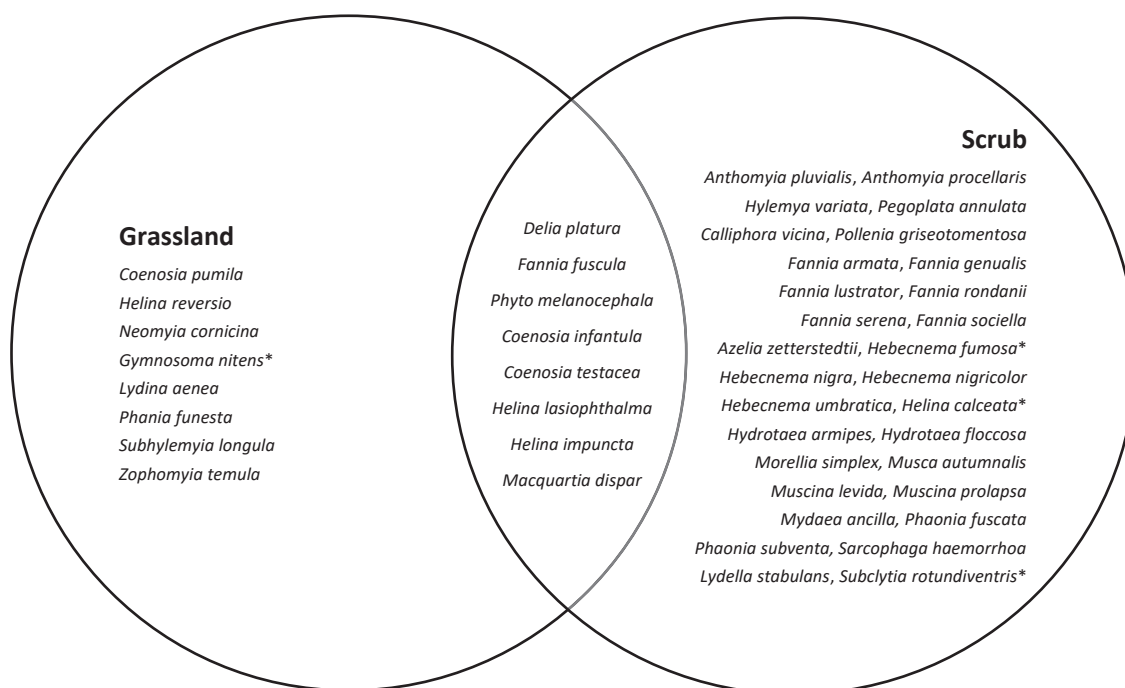 Grassland
Coenosia pumila
Helina reversio
Neomyia cornicina
Gymnosoma nitens*
Lydina aenea
Phania funesta
Subhylemyia longula
Zophomyia temula
Delia platura
Fannia fuscula
Phyto melanocephala
Coenosia infantula
Coenosia testacea
Helina lasiophthalma
Helina impuncta
Macquartia dispar
Scrub
Anthomyia pluvialis, Anthomyia procellaris
Hylemya variata, Pegoplata annulata
Calliphora vicina, Pollenia griseotomentosa
Fannia armata, Fannia genualis
Fannia lustrator, Fannia rondanii
Fannia serena, Fannia sociella
Azelia zetterstedtii, Hebecnema fumosa*
Hebecnema nigra, Hebecnema nigricolor
Hebecnema umbratica, Helina calceata*
Hydrotaea armipes, Hydrotaea floccosa
Morellia simplex, Musca autumnalis
Muscina levida, Muscina prolapsa
Mydaea ancilla, Phaonia fuscata
Phaonia subventa, Sarcophaga haemorrhoa
Lydella stabulans, Subclytia rotundiventris*